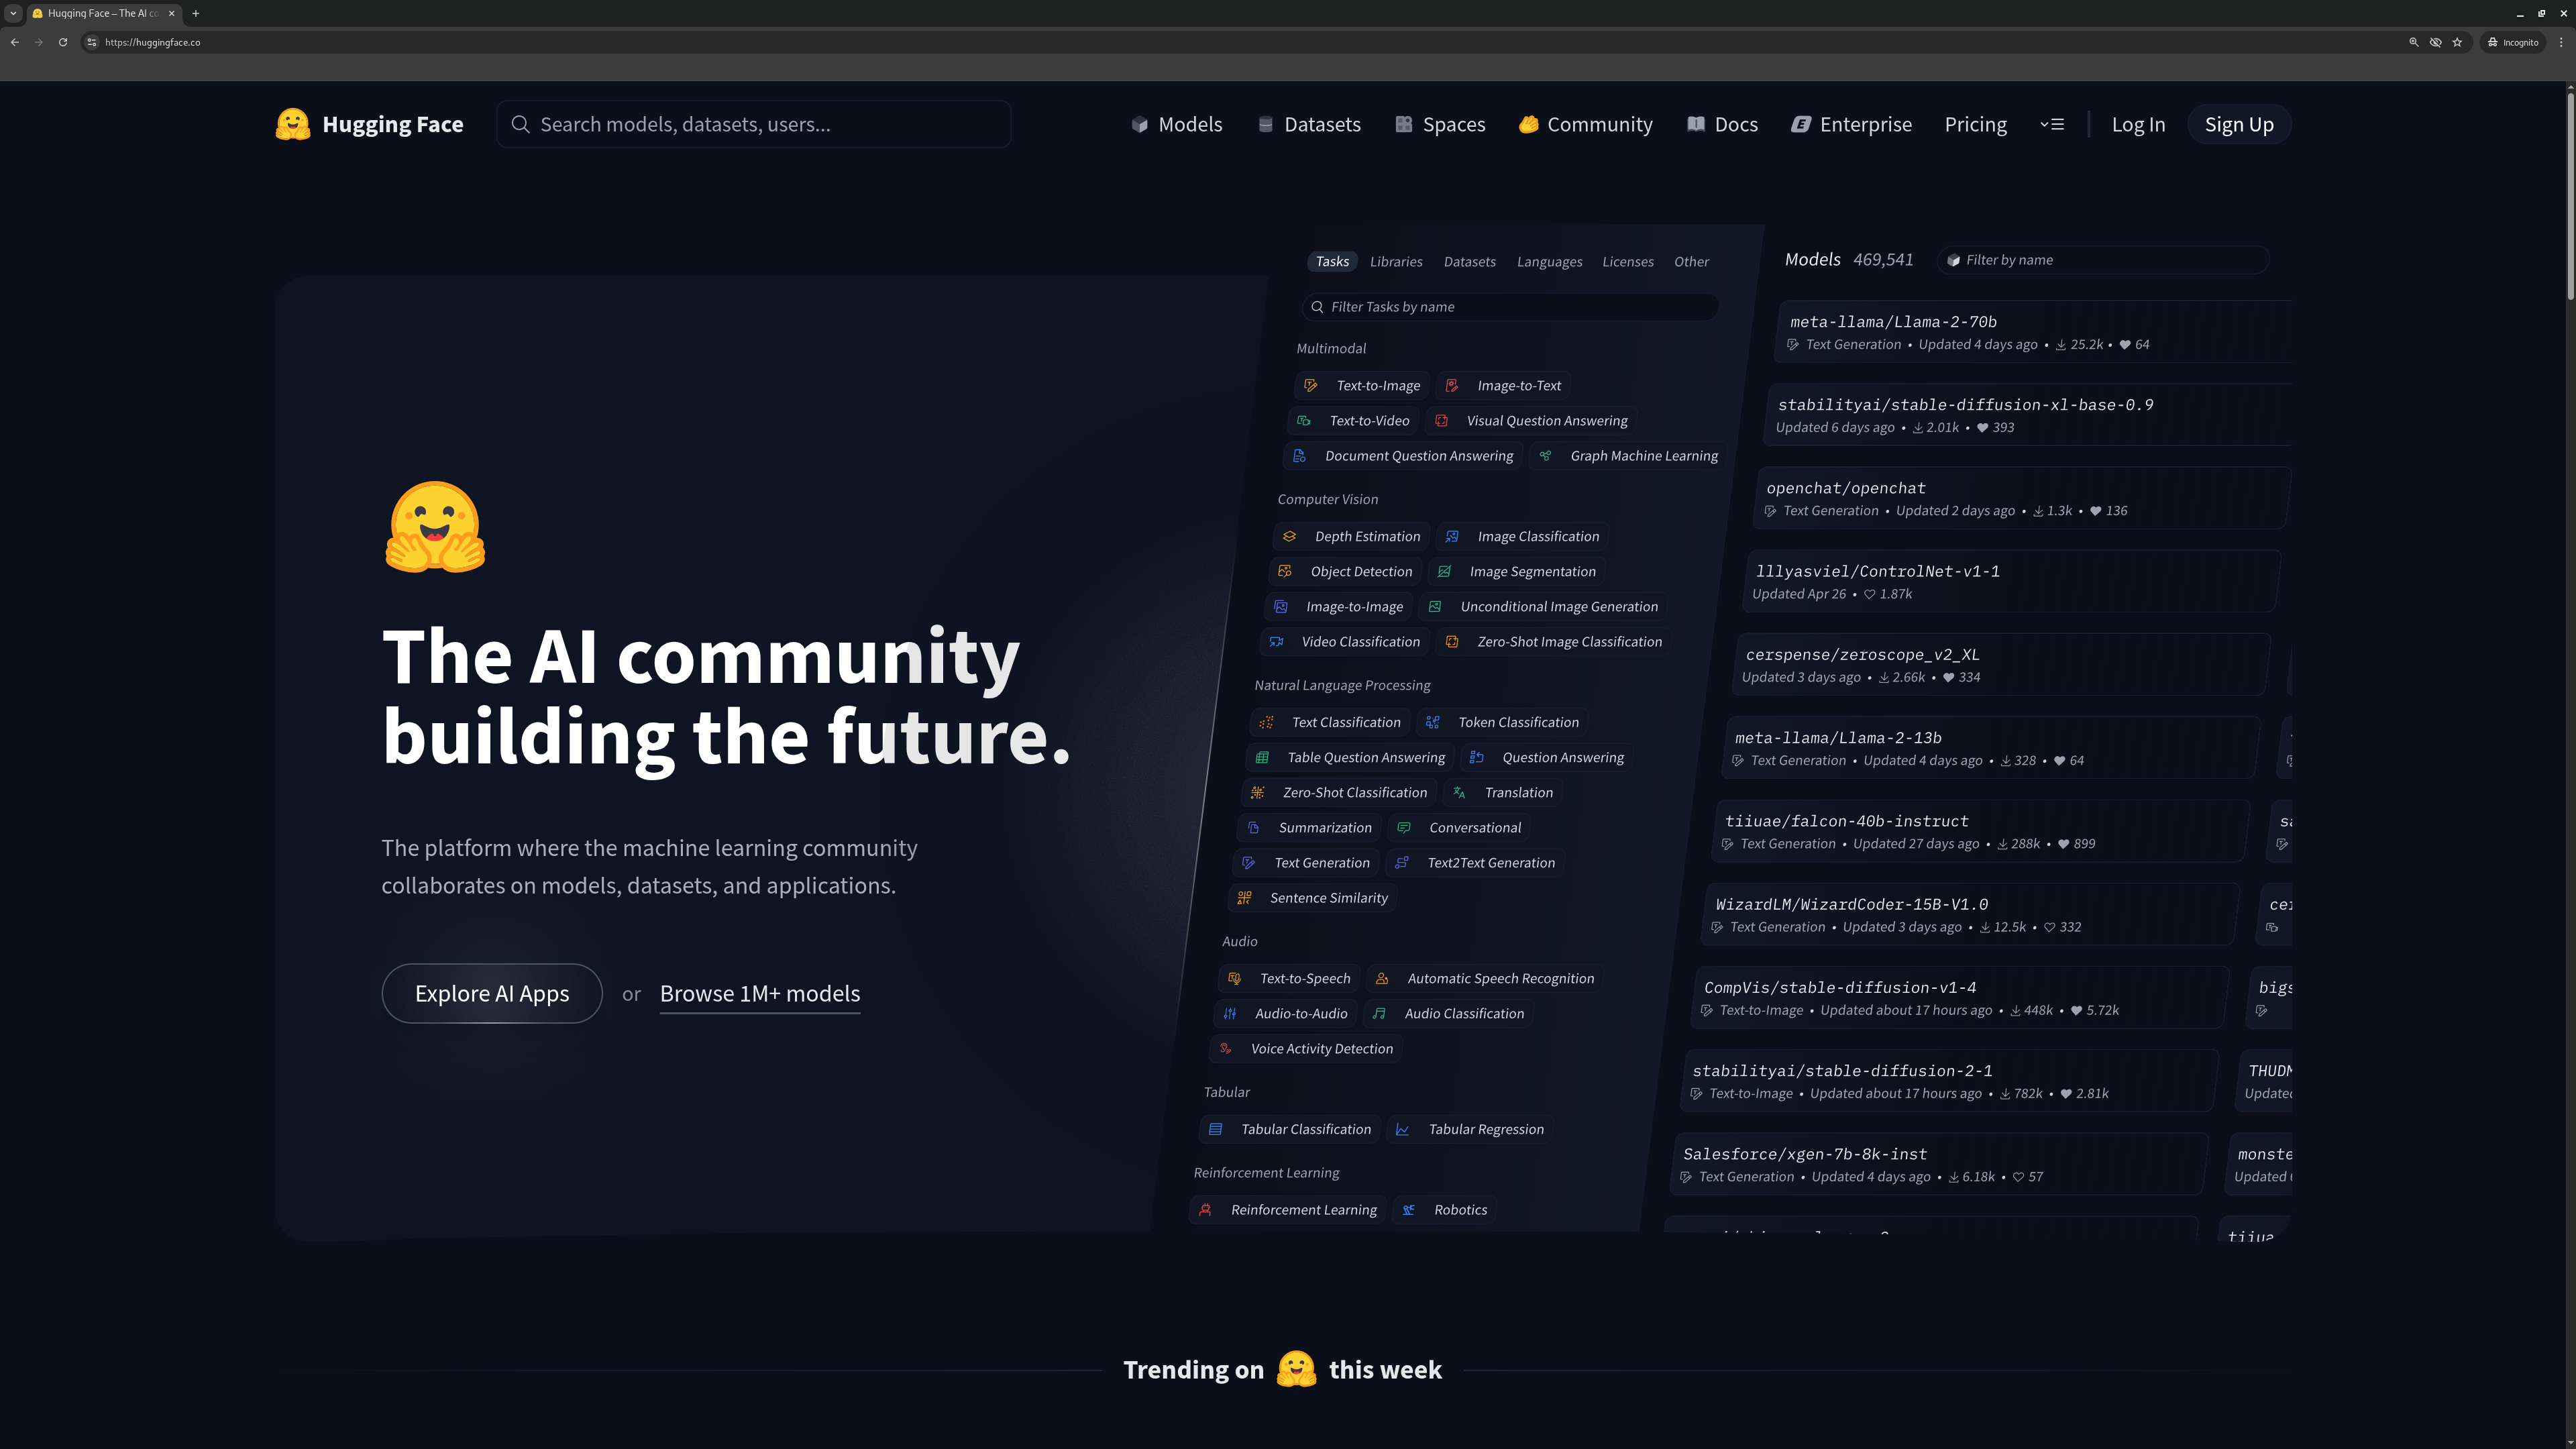 Hugging Face – The AI co
https://huggingface.co
Incognito
Hugging Face
Search models, datasets, users...
Models
Datasets
Spaces
Community
Docs
Enterprise
Pricing
Log In
Sign Up
The AI community
building the future.
The platform where the machine learning community
collaborates on models, datasets, and applications.
Explore AI Apps or Browse 1M+ models
Tasks Libraries Datasets Languages Licenses Other
Filter Tasks by name
Multimodal
Text-to-Image Image-to-Text
Text-to-Video Visual Question Answering
Document Question Answering Graph Machine Learning
Computer Vision
Depth Estimation Image Classification
Object Detection Image Segmentation
Image-to-Image Unconditional Image Generation
Video Classification Zero-Shot Image Classification
Natural Language Processing
Text Classification Token Classification
Table Question Answering Question Answering
Zero-Shot Classification Translation
Summarization Conversational
Text Generation Text2Text Generation
Sentence Similarity
Audio
Text-to-Speech Automatic Speech Recognition
Audio-to-Audio Audio Classification
Voice Activity Detection
Tabular
Tabular Classification Tabular Regression
Reinforcement Learning
Reinforcement Learning Robotics
Models 469,541 Filter by name
meta-llama/Llama-2-70b
Text Generation • Updated 4 days ago • 25.2k • 64
stabilityai/stable-diffusion-xl-base-0.9
Updated 6 days ago • 2.01k • 393
openchat/openchat
Text Generation • Updated 2 days ago • 1.3k • 136
lllyasviel/ControlNet-v1-1
Updated Apr 26 • 1.87k
cerspense/zeroscope_v2_XL
Updated 3 days ago • 2.66k • 334
meta-llama/Llama-2-13b
Text Generation • Updated 4 days ago • 328 • 64
tiiuae/falcon-40b-instruct
Text Generation • Updated 27 days ago • 288k • 899
WizardLM/WizardCoder-15B-V1.0
Text Generation • Updated 3 days ago • 12.5k • 332
CompVis/stable-diffusion-v1-4
Text-to-Image • Updated about 17 hours ago • 448k • 5.72k
stabilityai/stable-diffusion-2-1
Text-to-Image • Updated about 17 hours ago • 782k • 2.81k
Salesforce/xgen-7b-8k-inst
Text Generation • Updated 4 days ago • 6.18k • 57
bigs
THUDM
Updated
monste
Updated
tiiua
Trending on this week